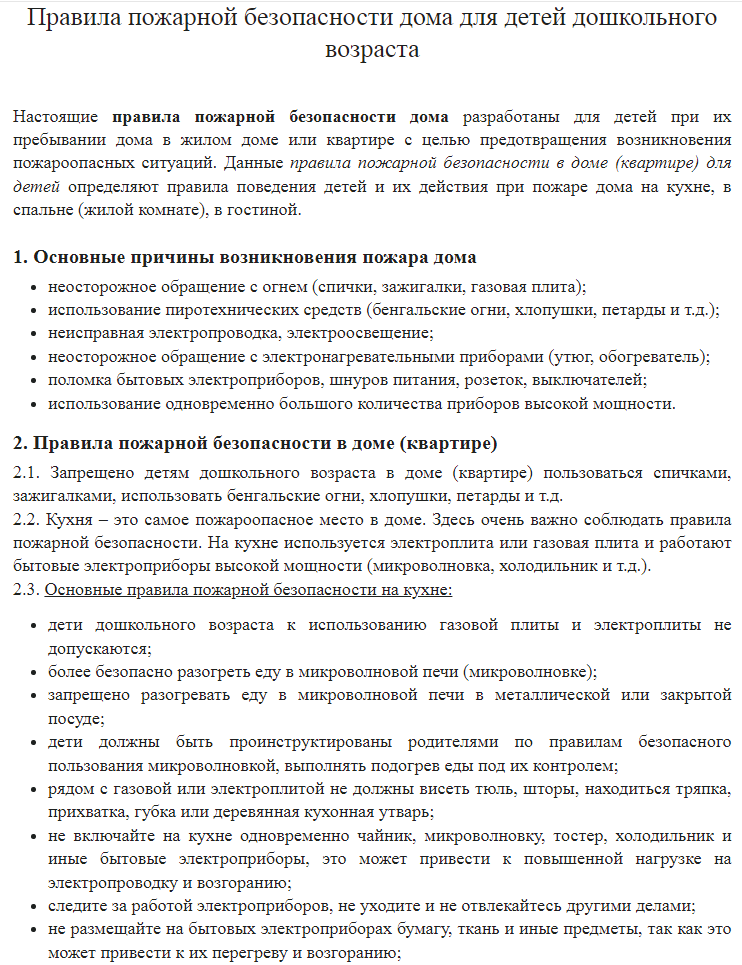 Правила пожарной безопасности дома для детей дошкольного
возраста
Настоящие правила пожарной безопасности дома разработаны для детей при их
пребывании дома в жилом доме или квартире с целью предотвращения возникновения
пожароопасных ситуаций. Данные правила пожарной безопасности в доме (квартире) для
детей определяют правила поведения детей и их действия при пожаре дома на кухне, в
спальне (жилой комнате), в гостиной.
1. Основные причины возникновения пожара дома
• неосторожное обращение с огнем (спички, зажигалки, газовая плита);
• использование пиротехнических средств (бенгальские огни, хлопушки, петарды и т.д.);
• неисправная электропроводка, электроосвещение;
• неосторожное обращение с электронагревательными приборами (утюг, обогреватель);
• поломка бытовых электроприборов, шнуров питания, розеток, выключателей;
• использование одновременно большого количества приборов высокой мощности.
2. Правила пожарной безопасности в доме (квартире)
2.1. Запрещено детям дошкольного возраста в доме (квартире) пользоваться спичками,
зажигалками, использовать бенгальские огни, хлопушки, петарды и т.д.
2.2. Кухня – это самое пожароопасное место в доме. Здесь очень важно соблюдать правила
пожарной безопасности. На кухне используется электроплита или газовая плита и работают
бытовые электроприборы высокой мощности (микроволновка, холодильник и т.д.).
2.3. Основные правила пожарной безопасности на кухне:
• дети дошкольного возраста к использованию газовой плиты и электроплиты не
допускаются;
• более безопасно разогреть еду в микроволновой печи (микроволновке);
• запрещено разогревать еду в микроволновой печи в металлической или закрытой
посуде;
• дети должны быть проинструктированы родителями по правилам безопасного
пользования микроволновкой, выполнять подогрев еды под их контролем;
• рядом с газовой или электроплитой не должны висеть тюль, шторы, находиться тряпка,
прихватка, губка или деревянная кухонная утварь;
• не включайте на кухне одновременно чайник, микроволновку, тостер, холодильник и
иные бытовые электроприборы, это может привести к повышенной нагрузке на
электропроводку и возгоранию;
• следите за работой электроприборов, не уходите и не отвлекайтесь другими делами;
• не размещайте на бытовых электроприборах бумагу, ткань и иные предметы, так как это
может привести к их перегреву и возгоранию;